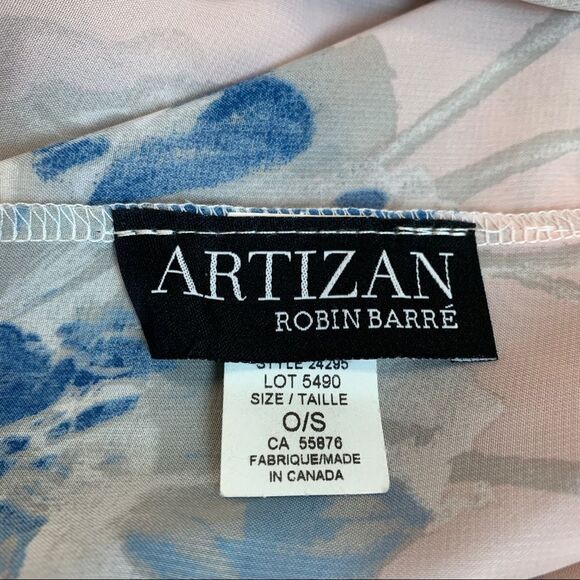 ARTIZAN
ROBIN BARRÉ
STYLE 24295
LOT 5490
SIZE / TAILLE
O/S
CA 55876
FABRIQUE/MADE
IN CANADA